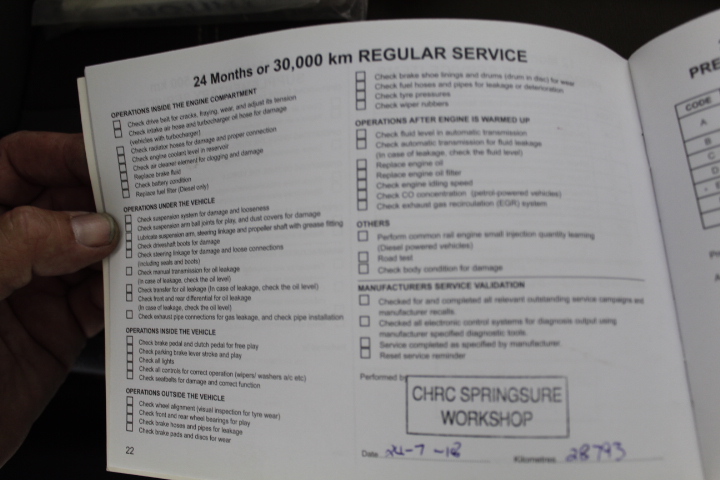 24 Months or 30,000 km REGULAR SERVICE
OPERATIONS INSIDE THE ENGINE COMPARTMENT
Check drive belt for cracks, fraying, wear, and adjust its tension
Check intake air hose and turbocharger oil hose for damage
(vehicles with turbocharger).
Check radiator hoses for damage and proper connection
Check engine coolant level in reservoir
Check air cleaner element for clogging and damage
Replace brake fluid
Check battery condition
Replace fuel filter (Diesel only)
OPERATIONS UNDER THE VEHICLE
Check suspension system for damage and looseness
Check suspension arm ball joints for play, and dust covers for damage
Lubricate suspension arm, steering linkage and propeller shaft with grease fitting
Check driveshaft boots for damage
Check steering linkage for damage and loose connections
(including seals and boots)
Check manual transmission for oil leakage
(In case of leakage, check the oil level)
Check transfer for oil leakage (In case of leakage, check the oil level)
Check front and rear differential for oil leakage
(In case of leakage, check the oil level)
Check exhaust pipe connections for gas leakage, and check pipe installation
OPERATIONS INSIDE THE VEHICLE
Check brake pedal and clutch pedal for free play
Check parking brake lever stroke and play
Check all lights
Check all controls for correct operation (wipers/ washers a/c etc)
Check seatbelts for damage and correct function
OPERATIONS OUTSIDE THE VEHICLE
Check wheel alignment (visual inspection for tyre wear)
Check front and rear wheel bearings for play
Check brake hoses and pipes for leakage
Check brake pads and discs for wear
22
Check brake shoe linings and drums (drum in disc) for wear
Check fuel hoses and pipes for leakage or deterioration
Check tyre pressures
Check wiper rubbers
OPERATIONS AFTER ENGINE IS WARMED UP
Check fluid level in automatic transmission
Check automatic transmission for fluid leakage
(In case of leakage, check the fluid level)
Replace engine oil
Replace engine oil filter
Check engine idling speed
Check CO concentration (petrol-powered vehicles)
Check exhaust gas recirculation (EGR) system
OTHERS
Perform common rail engine small injection quantity learning
(Diesel powered vehicles)
Road test
Check body condition for damage
MANUFACTURERS SERVICE VALIDATION
Checked for and completed all relevant outstanding service campaigns
manufacturer recalls.
Checked all electronic control systems for diagnosis output using
manufacturer specified diagnostic tools.
Service completed as specified by manufacturer.
Reset service reminder
Performed by
CHRC SPRINGSURE
WORKSHOP
Date 24-7-18 Kilometres 28793
PRE
CODE
A
B
C
D